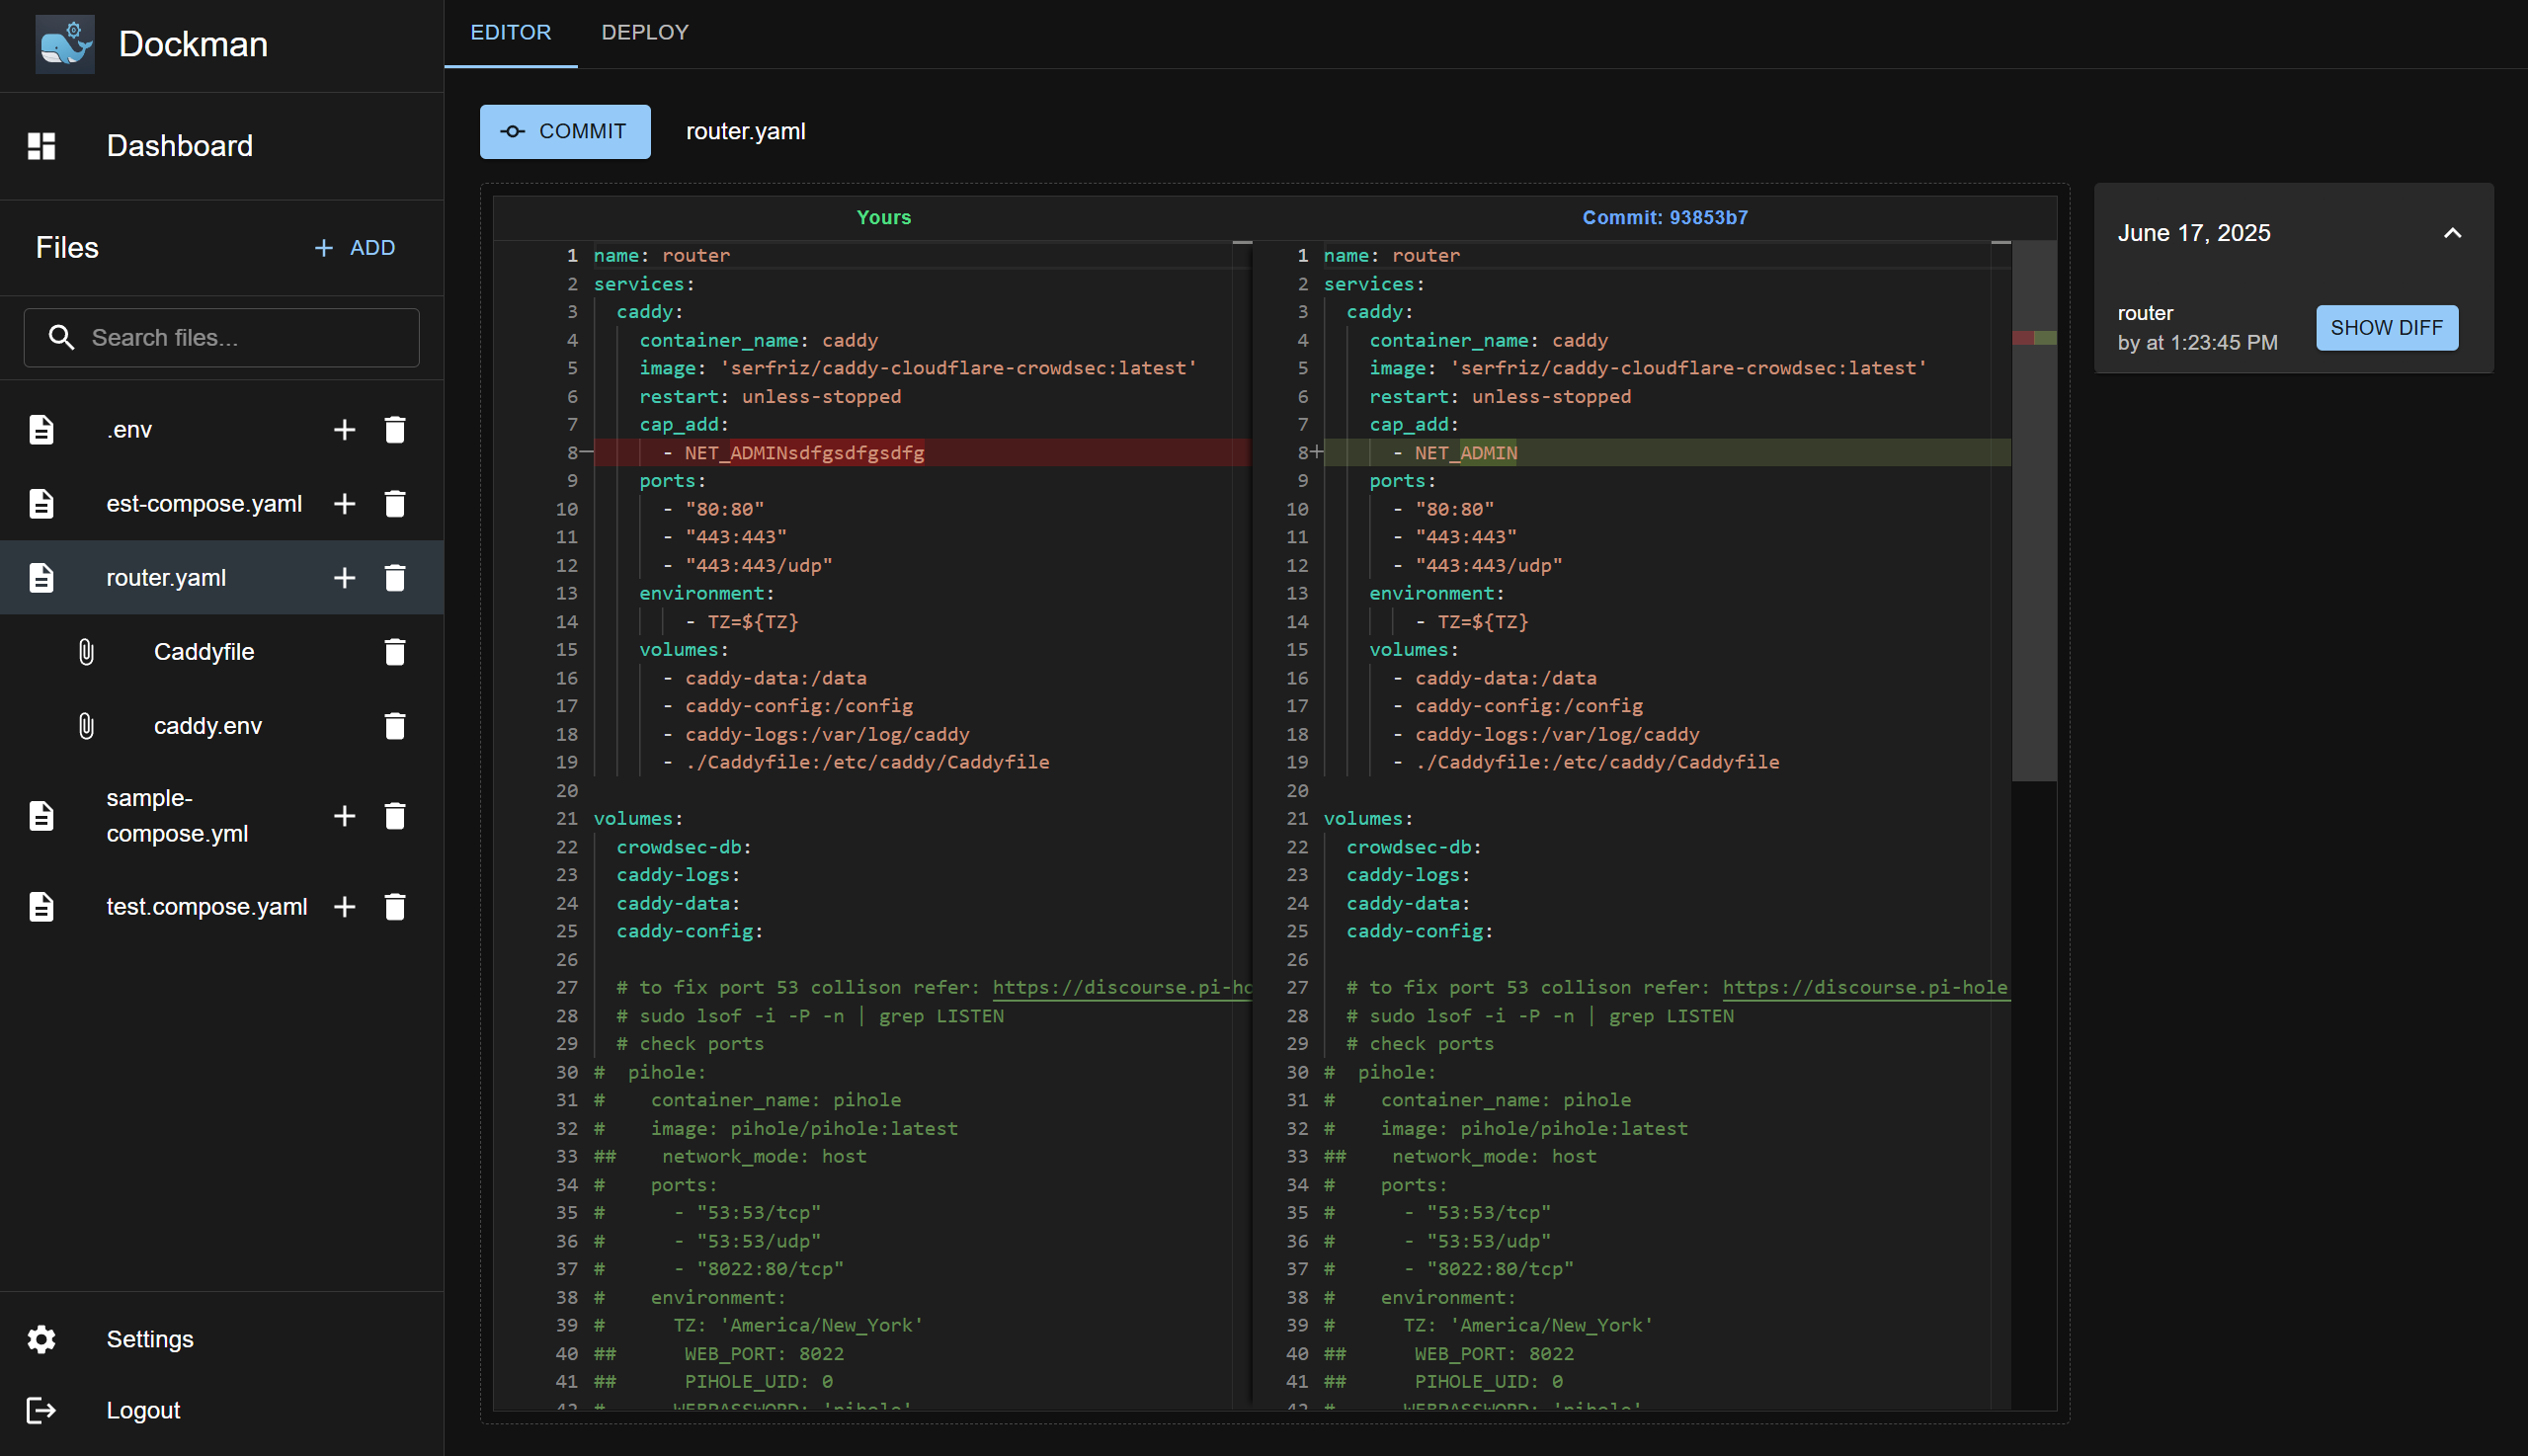 Dockman
Dashboard
Files
ADD
Search files...
.env
est-compose.yaml
router.yaml
Caddyfile
caddy.env
sample-
compose.yml
test.compose.yaml
Settings
Logout
EDITOR DEPLOY
COMMIT router.yaml
Yours
1 name: router
2 services:
3   caddy:
4     container_name: caddy
5     image: 'serfriz/caddy-cloudflare-crowdsec:latest'
6     restart: unless-stopped
7     cap_add:
8—      - NET_ADMINsdfgsdfgsdfg
9     ports:
10       - "80:80"
11       - "443:443"
12       - "443:443/udp"
13     environment:
14         - TZ=${TZ}
15     volumes:
16       - caddy-data:/data
17       - caddy-config:/config
18       - caddy-logs:/var/log/caddy
19       - ./Caddyfile:/etc/caddy/Caddyfile
20
21 volumes:
22   crowdsec-db:
23   caddy-logs:
24   caddy-data:
25   caddy-config:
26
27   # to fix port 53 collison refer: https://discourse.pi-ho
28   # sudo lsof -i -P -n | grep LISTEN
29   # check ports
30 #  pihole:
31 #    container_name: pihole
32 #    image: pihole/pihole:latest
33 ##    network_mode: host
34 #    ports:
35 #      - "53:53/tcp"
36 #      - "53:53/udp"
37 #      - "8022:80/tcp"
38 #    environment:
39 #      TZ: 'America/New_York'
40 ##      WEB_PORT: 8022
41 ##      PIHOLE_UID: 0
42 #      WEBPASSWORD: 'pihole'
Commit: 93853b7
1 name: router
2 services:
3   caddy:
4     container_name: caddy
5     image: 'serfriz/caddy-cloudflare-crowdsec:latest'
6     restart: unless-stopped
7     cap_add:
8+      - NET_ADMIN
9     ports:
10       - "80:80"
11       - "443:443"
12       - "443:443/udp"
13     environment:
14         - TZ=${TZ}
15     volumes:
16       - caddy-data:/data
17       - caddy-config:/config
18       - caddy-logs:/var/log/caddy
19       - ./Caddyfile:/etc/caddy/Caddyfile
20
21 volumes:
22   crowdsec-db:
23   caddy-logs:
24   caddy-data:
25   caddy-config:
26
27   # to fix port 53 collison refer: https://discourse.pi-hole
28   # sudo lsof -i -P -n | grep LISTEN
29   # check ports
30 #  pihole:
31 #    container_name: pihole
32 #    image: pihole/pihole:latest
33 ##    network_mode: host
34 #    ports:
35 #      - "53:53/tcp"
36 #      - "53:53/udp"
37 #      - "8022:80/tcp"
38 #    environment:
39 #      TZ: 'America/New_York'
40 ##      WEB_PORT: 8022
41 ##      PIHOLE_UID: 0
42 #      WEBPASSWORD: 'pihole'
June 17, 2025
router
by at 1:23:45 PM
SHOW DIFF